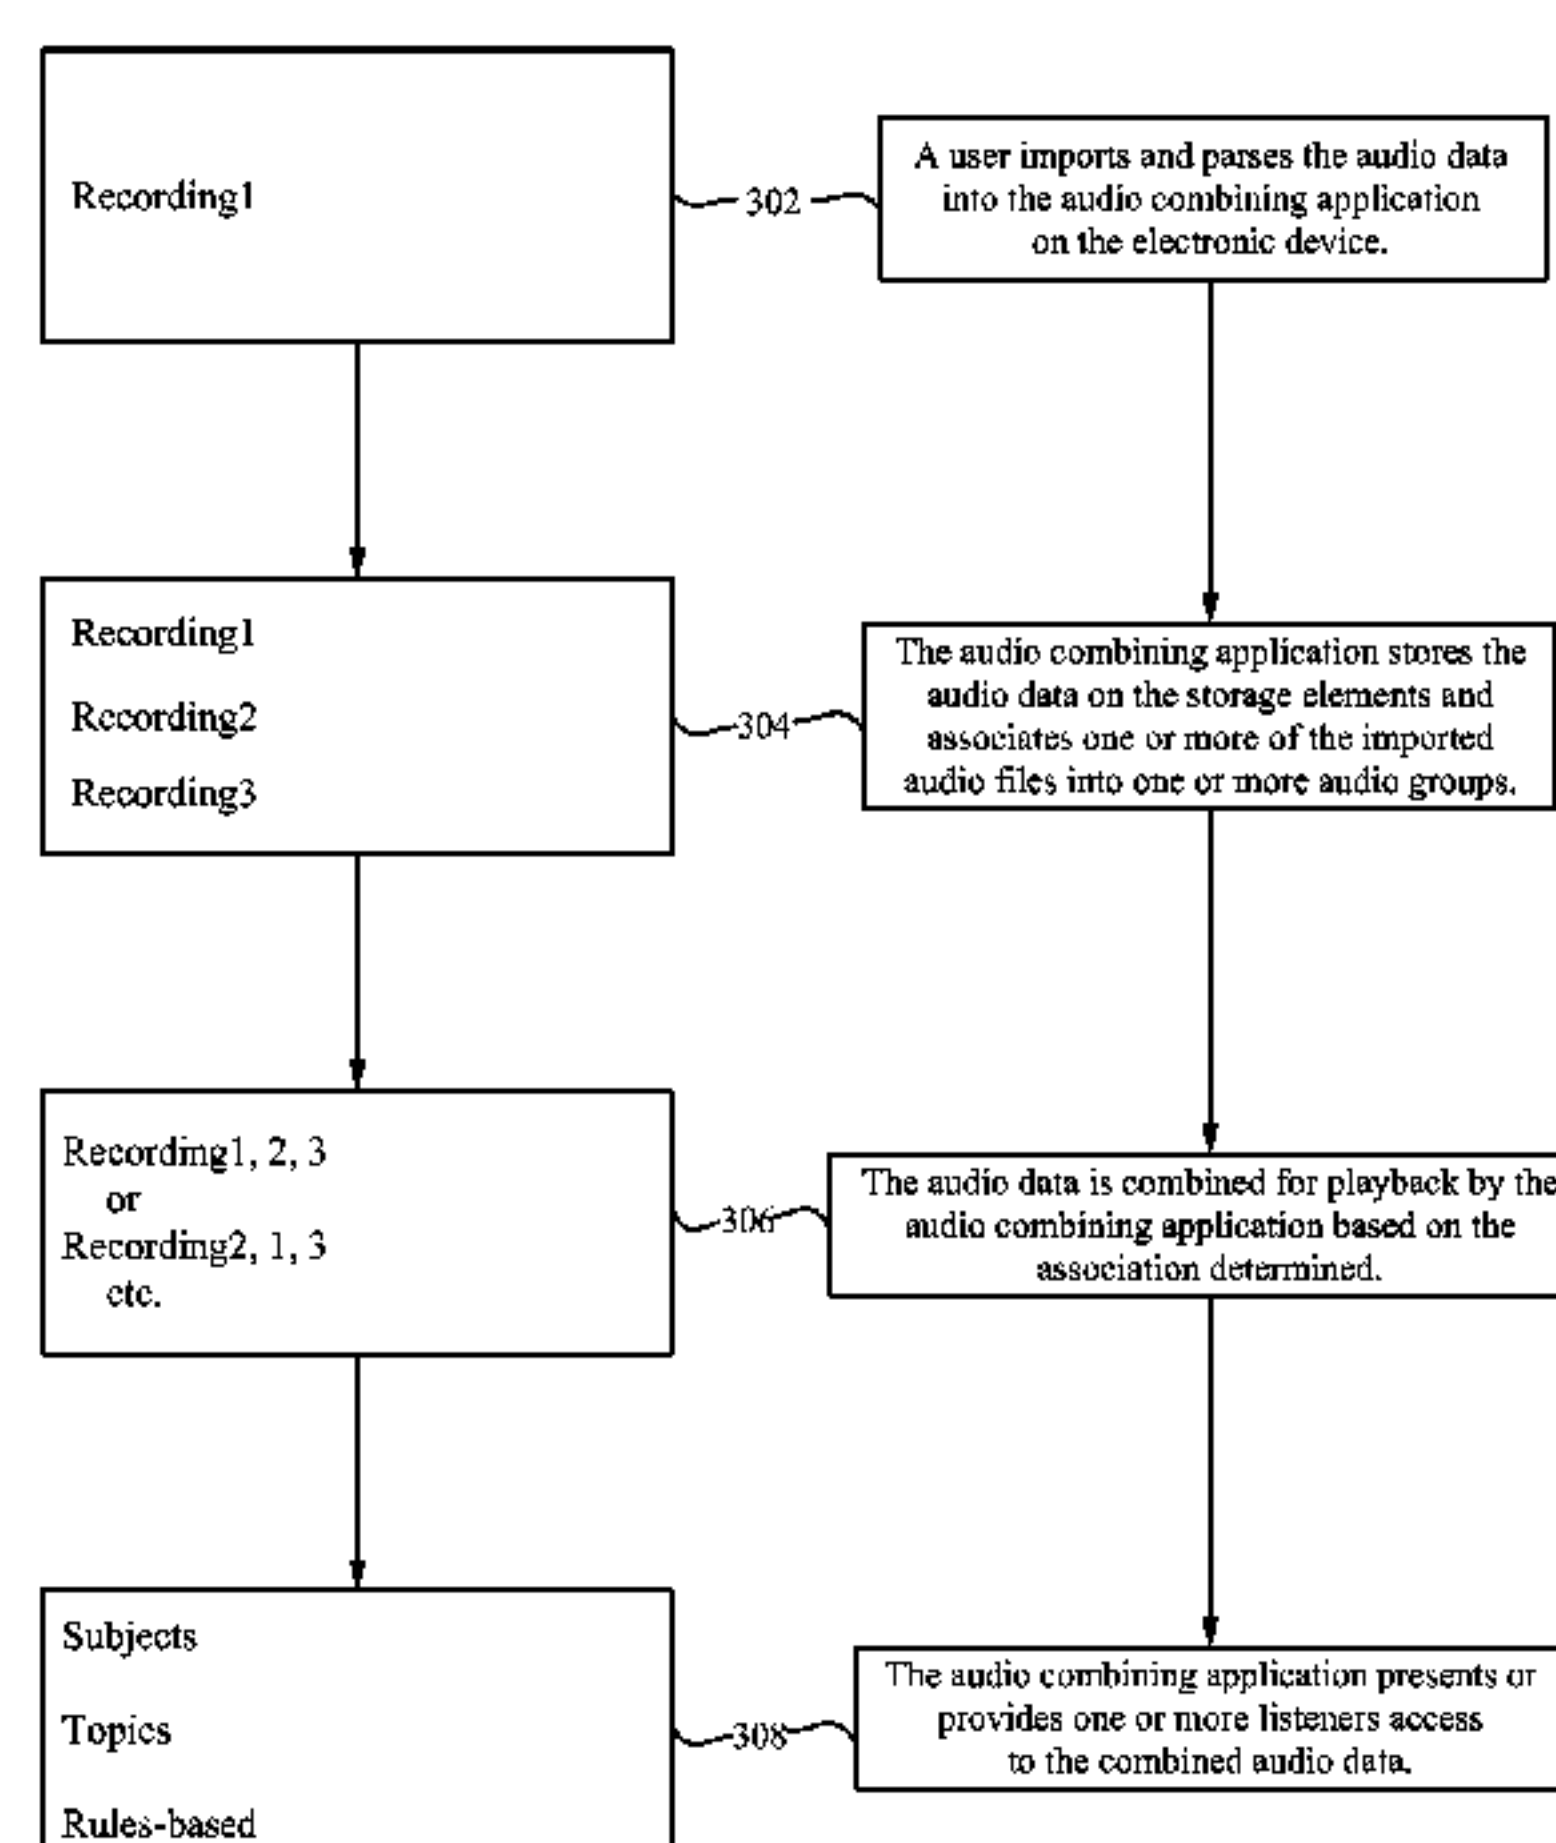 Recording1
302
A user imports and parses the audio data
into the audio combining application
on the electronic device.
Recording1
Recording2
Recording3
304
The audio combining application stores the
audio data on the storage elements and
associates one or more of the imported
audio files into one or more audio groups.
Recording1, 2, 3
or
Recording2, 1, 3
etc.
306
The audio data is combined for playback by the
audio combining application based on the
association determined.
Subjects
Topics
Rules-based
308
The audio combining application presents or
provides one or more listeners access
to the combined audio data.